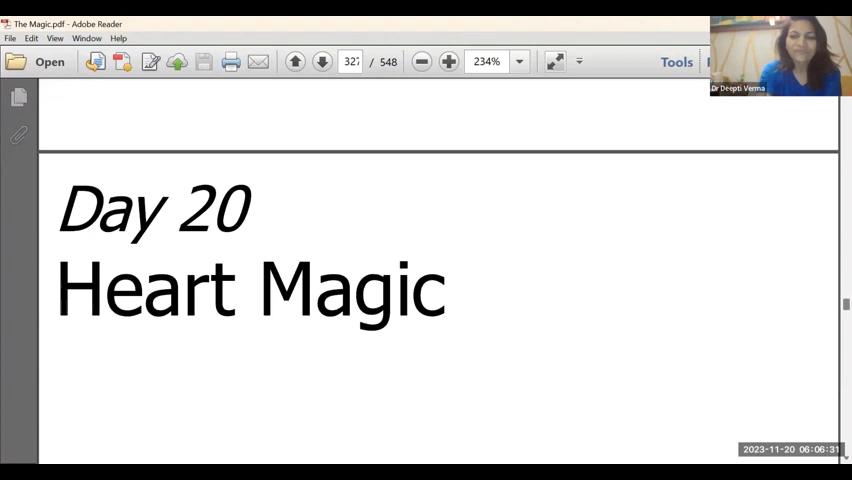 The Magic.pdf - Adobe Reader
File Edit View Window Help
Open 327 / 548 234% Tools
Dr Deepti Verma
Day 20
Heart Magic
2023-11-20 06:06:31